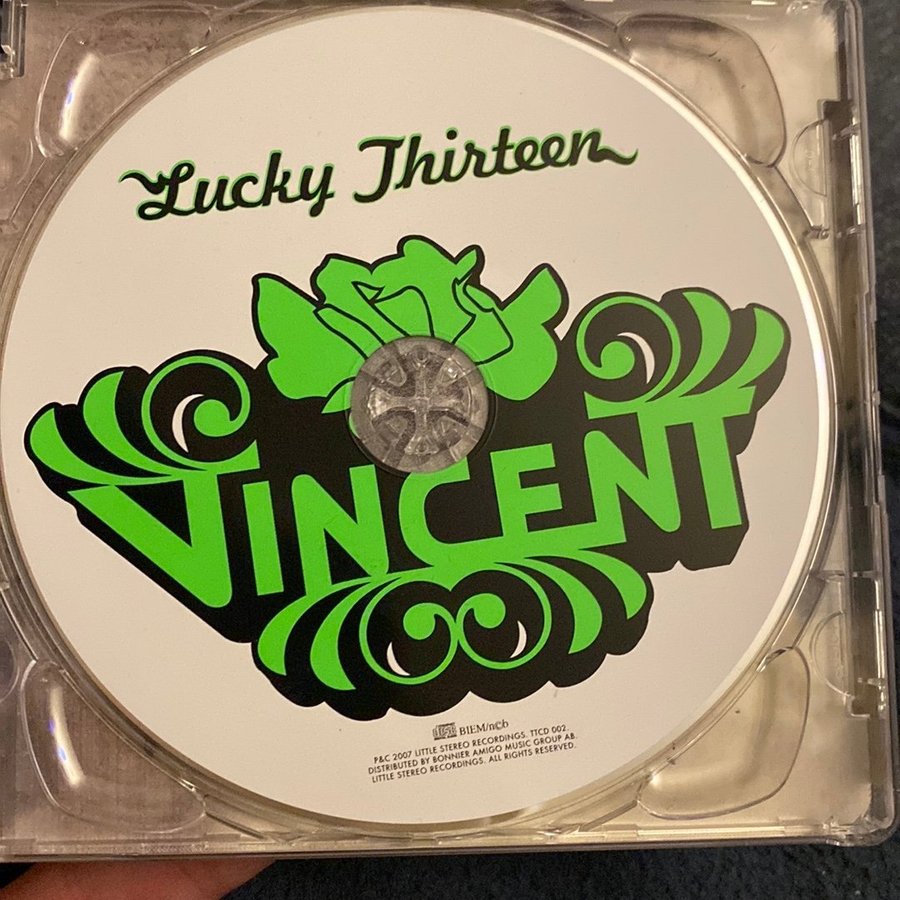 Lucky Thirteen
VINCENT
BIEM/n©b
P&C 2007 LITTLE STEREO RECORDINGS. TTCD 002.
DISTRIBUTED BY BONNIER AMIGO MUSIC GROUP AB.
LITTLE STEREO RECORDINGS. ALL RIGHTS RESERVED.